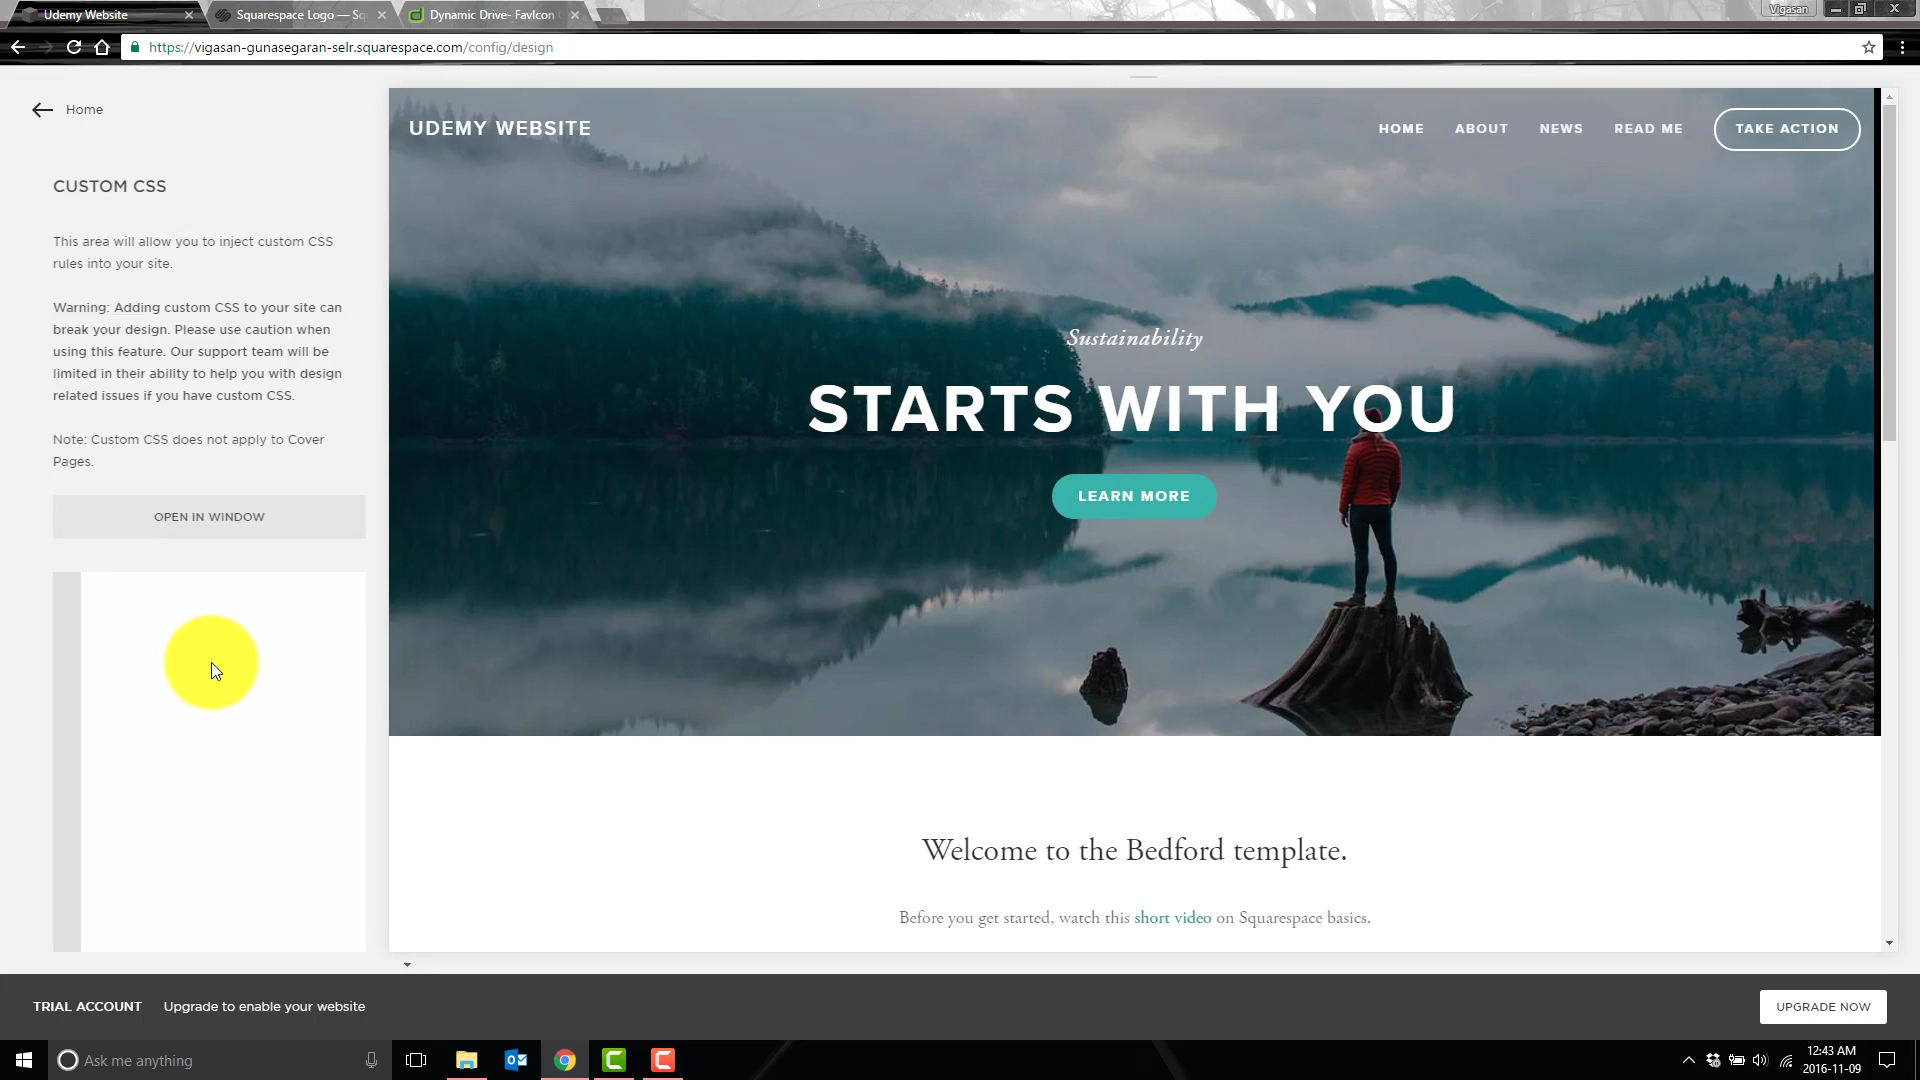 Udemy Website
Squarespace Logo — Sq
Dynamic Drive- FavIcon
Vigasan
https://vigasan-gunasegaran-selr.squarespace.com/config/design
Home
CUSTOM CSS
This area will allow you to inject custom CSS
rules into your site.
Warning: Adding custom CSS to your site can
break your design. Please use caution when
using this feature. Our support team will be
limited in their ability to help you with design
related issues if you have custom CSS.
Note: Custom CSS does not apply to Cover
Pages.
OPEN IN WINDOW
UDEMY WEBSITE
HOME
ABOUT
NEWS
READ ME
TAKE ACTION
Sustainability
STARTS WITH YOU
LEARN MORE
Welcome to the Bedford template.
Before you get started, watch this short video on Squarespace basics.
TRIAL ACCOUNT
Upgrade to enable your website
UPGRADE NOW
Ask me anything
12:43 AM
2016-11-09